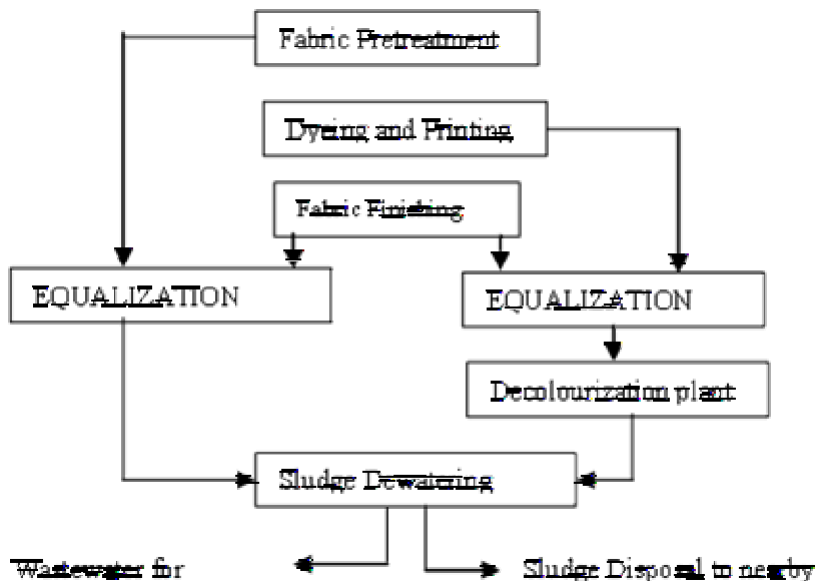 Fabric Pretreatment
Dyeing and Printing
Fabric Finishing
EQUALIZATION
EQUALIZATION
Decolourization plant
Sludge Dewatering
Wastewater for
Sludge Disposal to nearby